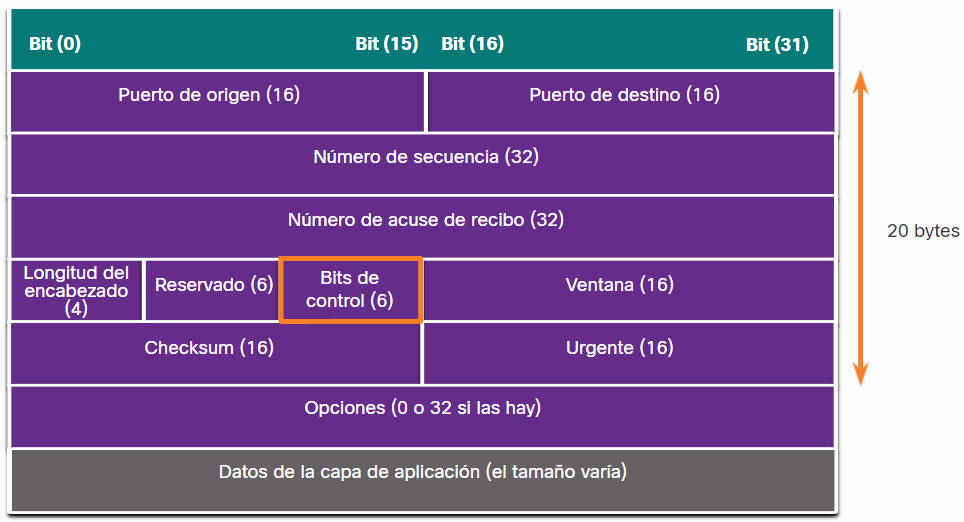 Bit (0) Bit (15) Bit (16) Bit (31)
Puerto de origen (16) Puerto de destino (16)
Número de secuencia (32)
Número de acuse de recibo (32)
20 bytes
Longitud del
encabezado
(4)
Reservado (6)
Bits de
control (6)
Ventana (16)
Checksum (16) Urgente (16)
Opciones (0 o 32 si las hay)
Datos de la capa de aplicación (el tamaño varía)